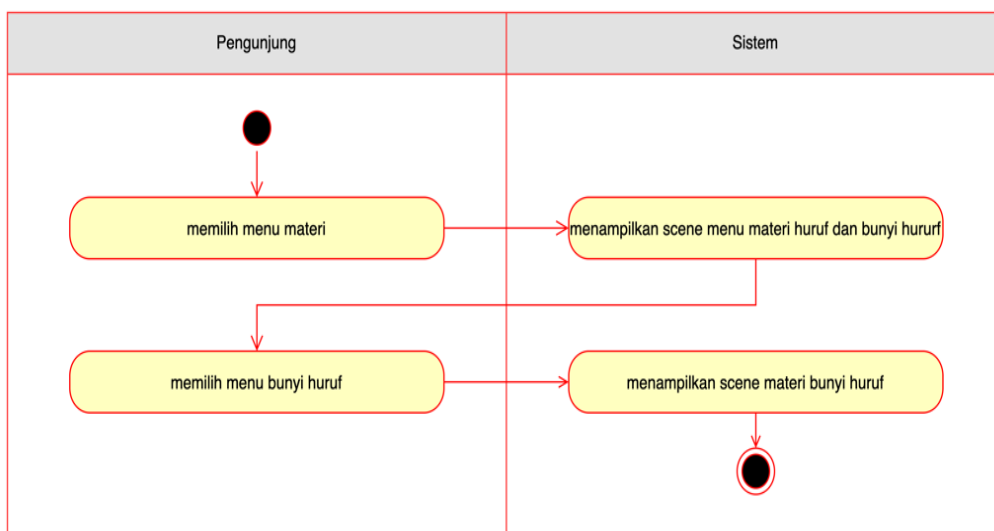 Pengunjung
Sistem
memilih menu materi
menampilkan scene menu materi huruf dan bunyi hururf
memilih menu bunyi huruf
menampilkan scene materi bunyi huruf